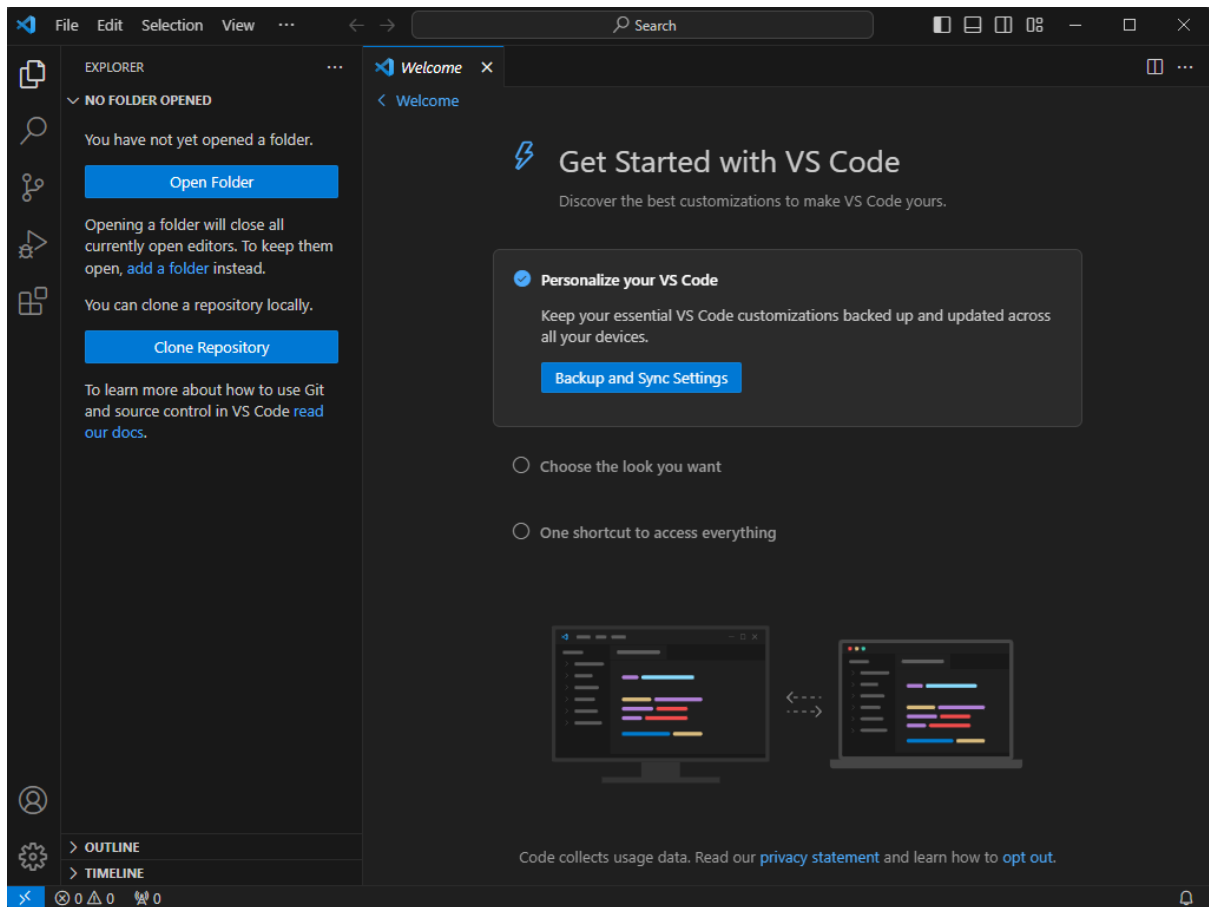 File Edit Selection View ···
Search
EXPLORER ···
NO FOLDER OPENED
You have not yet opened a folder.
Open Folder
Opening a folder will close all
currently open editors. To keep them
open, add a folder instead.
You can clone a repository locally.
Clone Repository
To learn more about how to use Git
and source control in VS Code read
our docs.
OUTLINE
TIMELINE
Welcome
Welcome
Get Started with VS Code
Discover the best customizations to make VS Code yours.
Personalize your VS Code
Keep your essential VS Code customizations backed up and updated across
all your devices.
Backup and Sync Settings
Choose the look you want
One shortcut to access everything
Code collects usage data. Read our privacy statement and learn how to opt out.
0 0 0